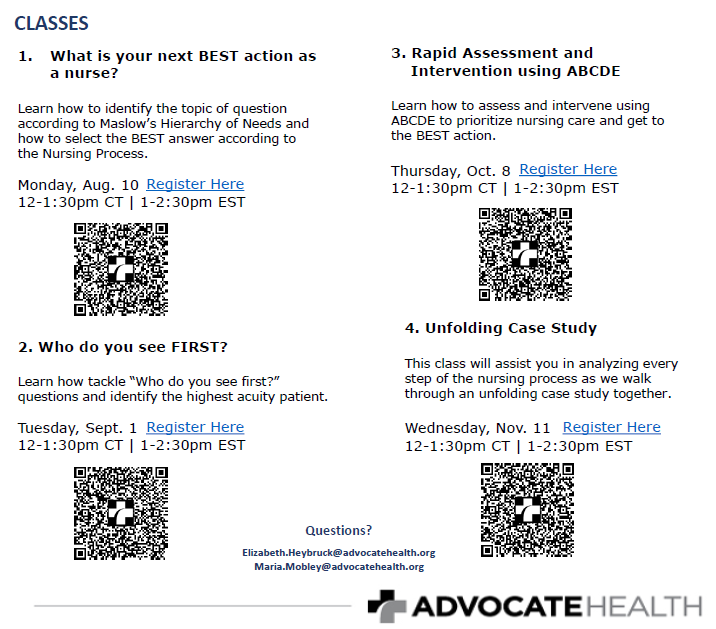 CLASSES
1. What is your next BEST action as
a nurse?
Learn how to identify the topic of question
according to Maslow's Hierarchy of Needs and
how to select the BEST answer according to
the Nursing Process.
Monday, Aug. 10 Register Here
12-1:30pm CT | 1-2:30pm EST
2. Who do you see FIRST?
Learn how tackle “Who do you see first?”
questions and identify the highest acuity patient.
Tuesday, Sept. 1 Register Here
12-1:30pm CT | 1-2:30pm EST
3. Rapid Assessment and
Intervention using ABCDE
Learn how to assess and intervene using
ABCDE to prioritize nursing care and get to
the BEST action.
Thursday, Oct. 8 Register Here
12-1:30pm CT | 1-2:30pm EST
4. Unfolding Case Study
This class will assist you in analyzing every
step of the nursing process as we walk
through an unfolding case study together.
Wednesday, Nov. 11 Register Here
12-1:30pm CT | 1-2:30pm EST
Questions?
Elizabeth.Heybruck@advocatehealth.org
Maria.Mobley@advocatehealth.org
ADVOCATEHEALTH